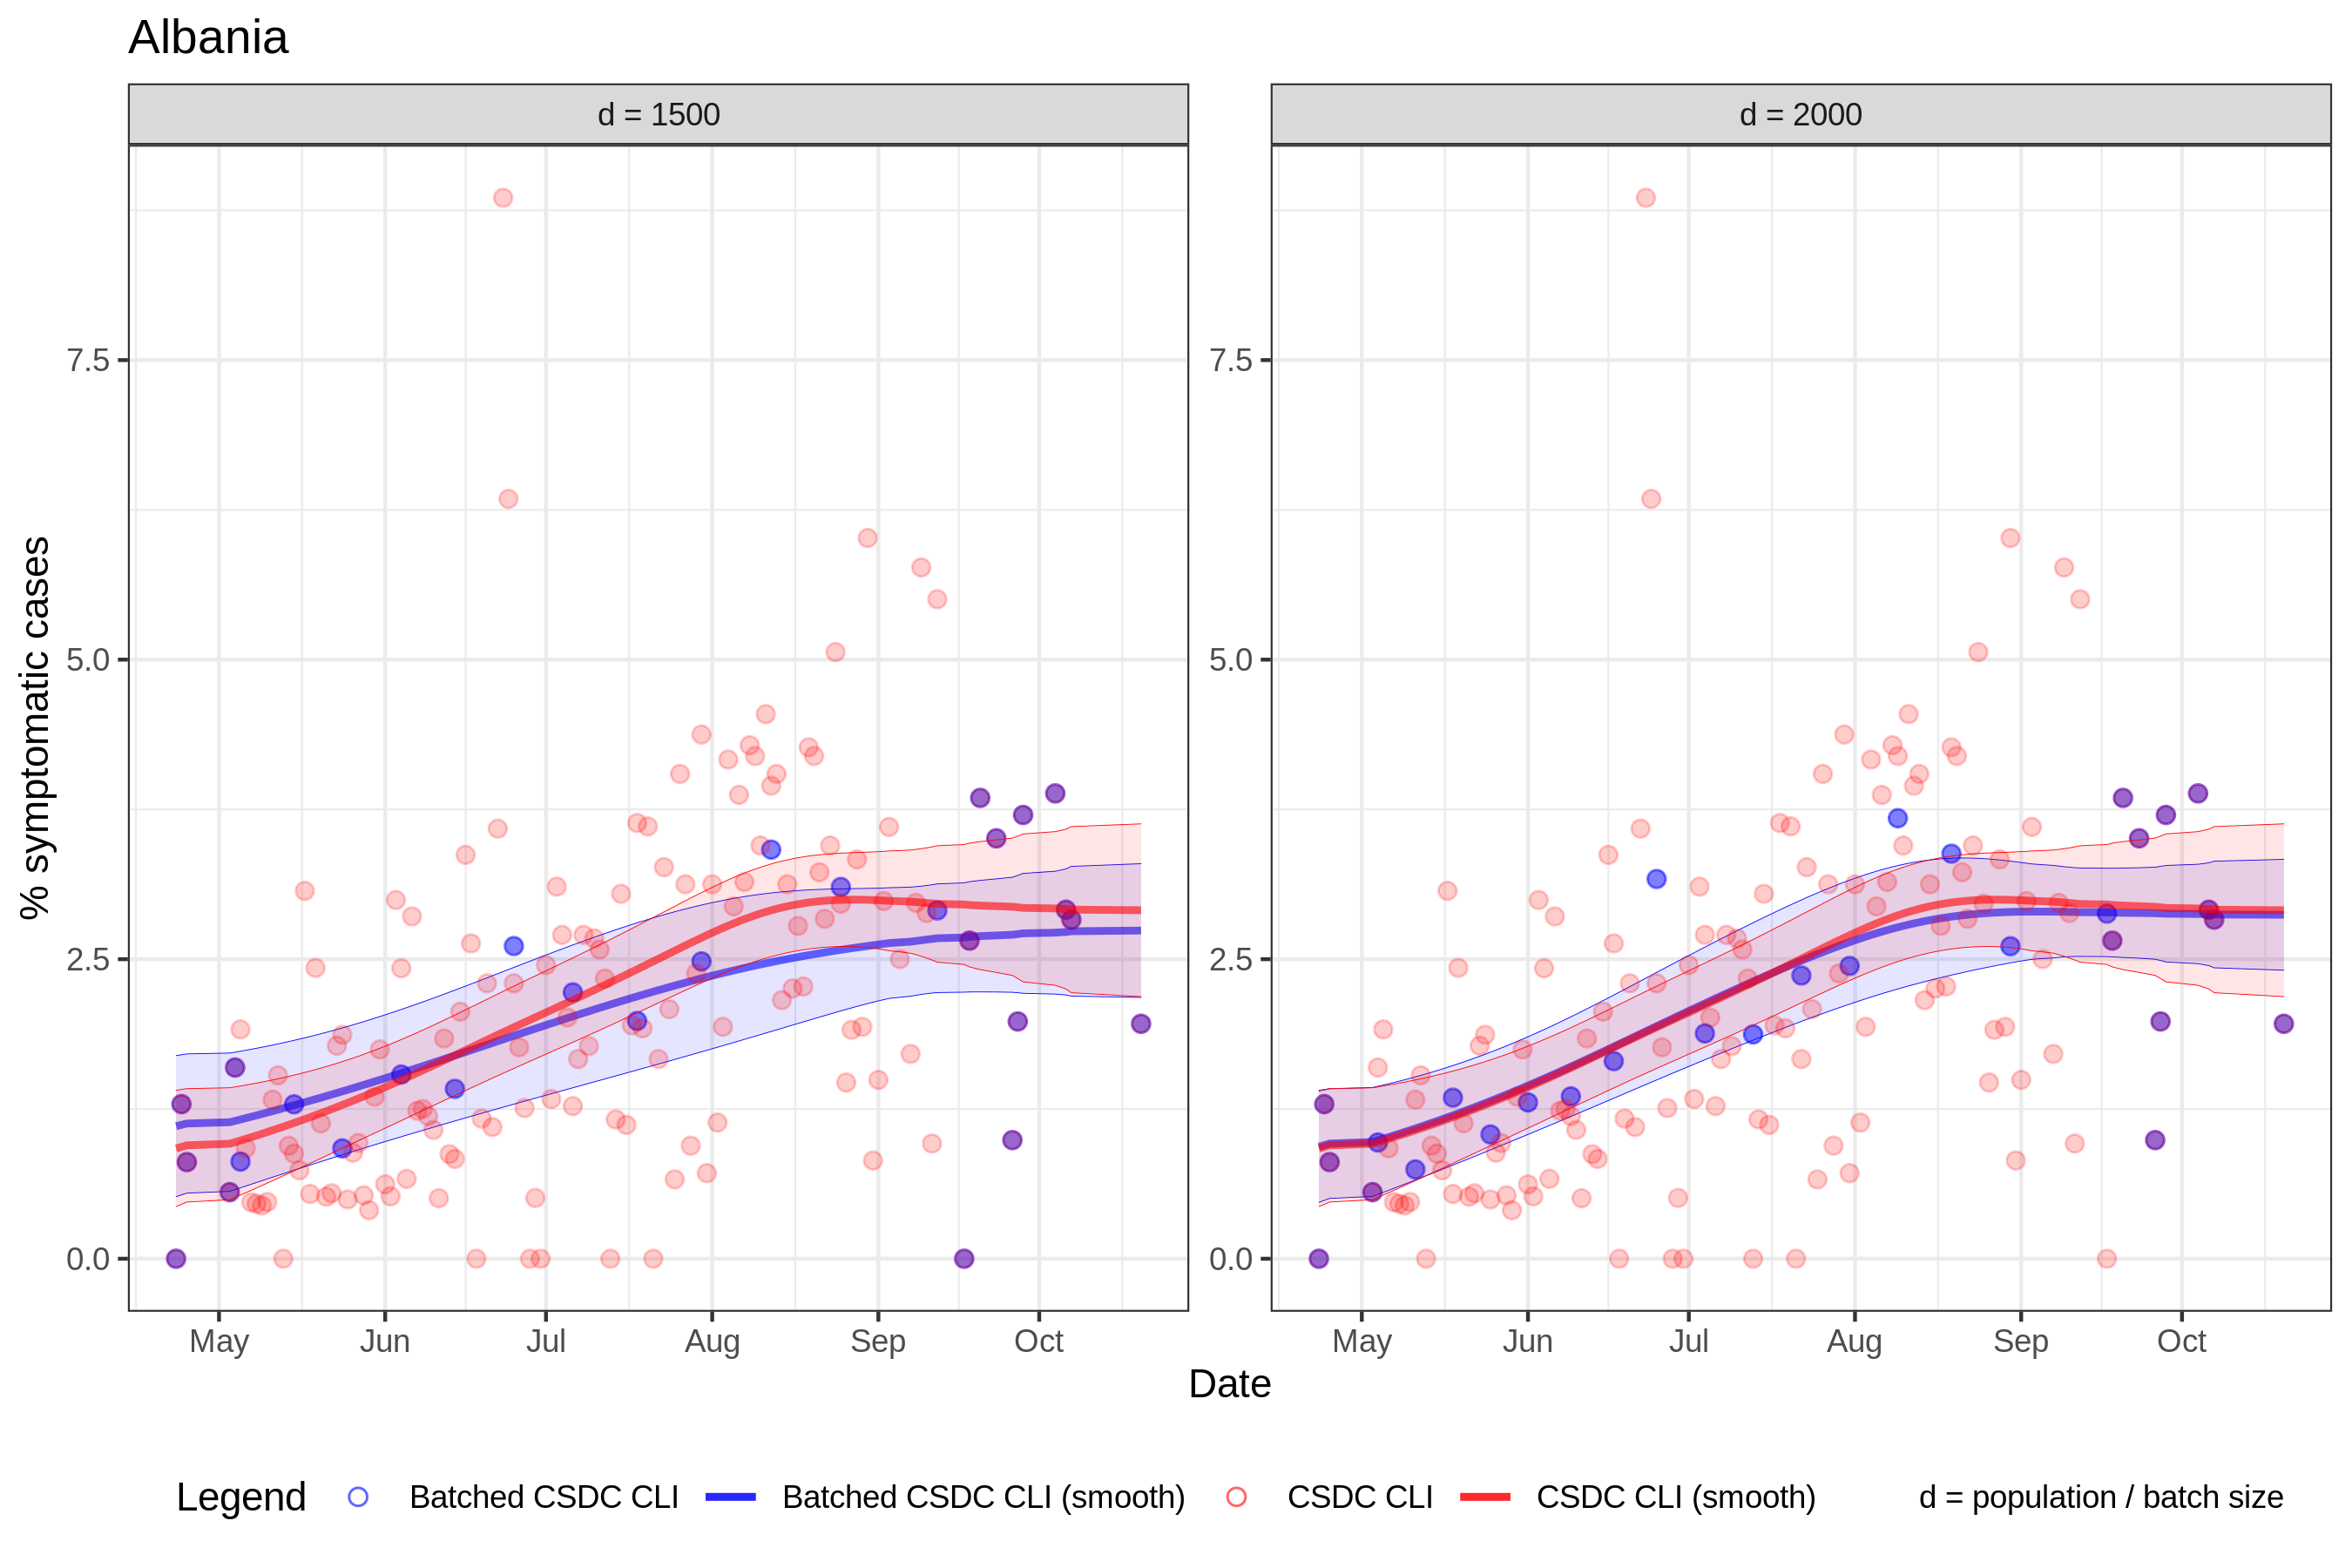 Albania
d = 1500
d = 2000
% symptomatic cases
7.5
5.0
2.5
0.0
7.5
5.0
2.5
0.0
May Jun Jul Aug Sep Oct
May Jun Jul Aug Sep Oct
Date
Legend Batched CSDC CLI Batched CSDC CLI (smooth) CSDC CLI CSDC CLI (smooth) d = population / batch size